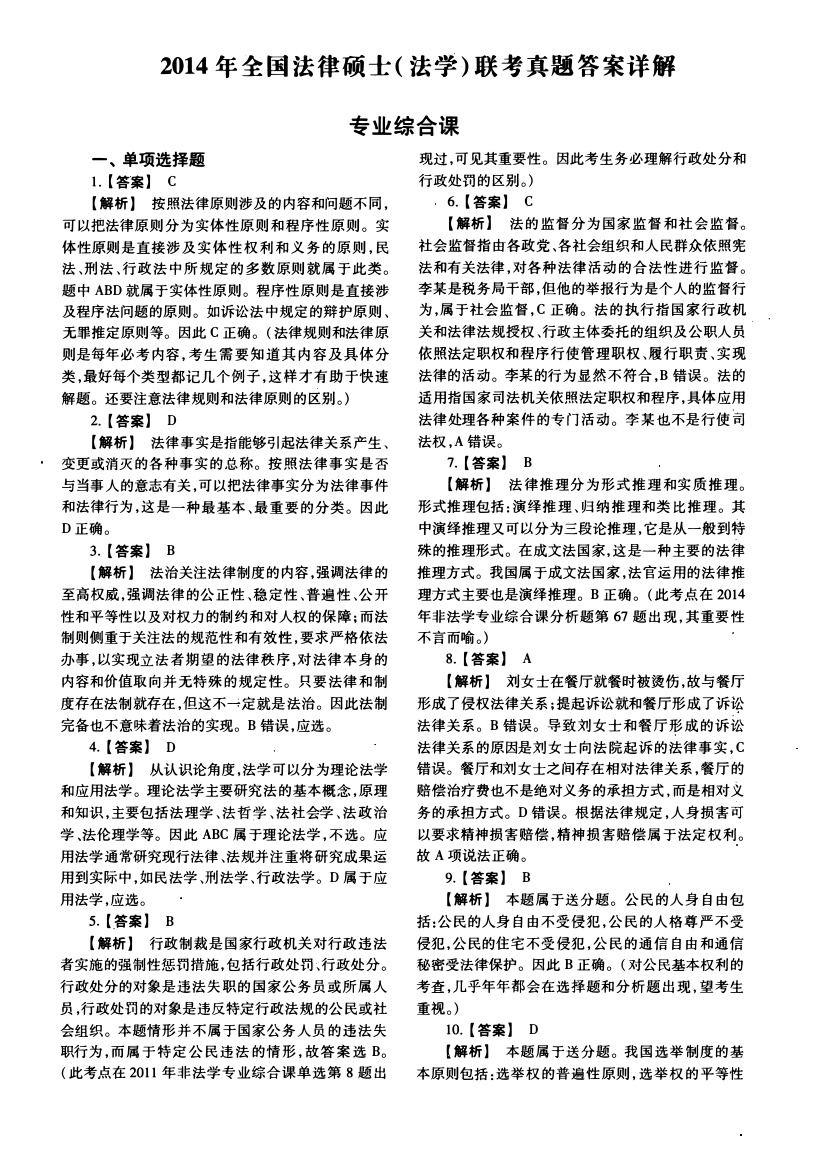 2014 年全国法律硕士(法学)联考真题答案详解
专业综合课
一、单项选择题
1.【答案】 C
【解析】 按照法律原则涉及的内容和问题不同,
可以把法律原则分为实体性原则和程序性原则。实
体性原则是直接涉及实体性权利和义务的原则,民
法、刑法、行政法中所规定的多数原则就属于此类。
题中 ABD 就属于实体性原则。程序性原则是直接涉
及程序法问题的原则。如诉讼法中规定的辩护原则、
无罪推定原则等。因此 C 正确。(法律规则和法律原
则是每年必考内容,考生需要知道其内容及具体分
类,最好每个类型都记几个例子,这样才有助于快速
解题。还要注意法律规则和法律原则的区别。)
2.【答案】 D
【解析】 法律事实是指能够引起法律关系产生、
变更或消灭的各种事实的总称。按照法律事实是否
与当事人的意志有关,可以把法律事实分为法律事件
和法律行为,这是一种最基本、最重要的分类。因此
D 正确。
3.【答案】 B
【解析】 法治关注法律制度的内容,强调法律的
至高权威,强调法律的公正性、稳定性、普遍性、公开
性和平等性以及对权力的制约和对人权的保障;而法
制则侧重于关注法的规范性和有效性,要求严格依法
办事,以实现立法者期望的法律秩序,对法律本身的
内容和价值取向并无特殊的规定性。只要法律和制
度存在法制就存在,但这不一定就是法治。因此法制
完备也不意味着法治的实现。B 错误,应选。
4.【答案】 D
【解析】 从认识论角度,法学可以分为理论法学
和应用法学。理论法学主要研究法的基本概念,原理
和知识,主要包括法理学、法哲学、法社会学、法政治
学、法伦理学等。因此 ABC 属于理论法学,不选。应
用法学通常研究现行法律、法规并注重将研究成果运
用到实际中,如民法学、刑法学、行政法学。D 属于应
用法学,应选。
5.【答案】 B
【解析】 行政制裁是国家行政机关对行政违法
者实施的强制性惩罚措施,包括行政处罚、行政处分。
行政处分的对象是违法失职的国家公务员或所属人
员,行政处罚的对象是违反特定行政法规的公民或社
会组织。本题情形并不属于国家公务人员的违法失
职行为,而属于特定公民违法的情形,故答案选 B。
(此考点在 2011 年非法学专业综合课单选第 8 题出
现过,可见其重要性。因此考生务必理解行政处分和
行政处罚的区别。)
6.【答案】 C
【解析】 法的监督分为国家监督和社会监督。
社会监督指由各政党、各社会组织和人民群众依照宪
法和有关法律,对各种法律活动的合法性进行监督。
李某是税务局干部,但他的举报行为是个人的监督行
为,属于社会监督,C 正确。法的执行指国家行政机
关和法律法规授权、行政主体委托的组织及公职人员
依照法定职权和程序行使管理职权、履行职责、实现
法律的活动。李某的行为显然不符合,B 错误。法的
适用指国家司法机关依照法定职权和程序,具体应用
法律处理各种案件的专门活动。李某也不是行使司
法权,A 错误。
7.【答案】 B
【解析】 法律推理分为形式推理和实质推理。
形式推理包括:演绎推理、归纳推理和类比推理。其
中演绎推理又可以分为三段论推理,它是从一般到特
殊的推理形式。在成文法国家,这是一种主要的法律
推理方式。我国属于成文法国家,法官运用的法律推
理方式主要也是演绎推理。B 正确。(此考点在 2014
年非法学专业综合课分析题第 67 题出现,其重要性
不言而喻。)
8.【答案】 A
【解析】 刘女士在餐厅就餐时被烫伤,故与餐厅
形成了侵权法律关系;提起诉讼就和餐厅形成了诉讼
法律关系。B 错误。导致刘女士和餐厅形成的诉讼
法律关系的原因是刘女士向法院起诉的法律事实,C
错误。餐厅和刘女士之间存在相对法律关系,餐厅的
赔偿治疗费也不是绝对义务的承担方式,而是相对义
务的承担方式。D 错误。根据法律规定,人身损害可
以要求精神损害赔偿,精神损害赔偿属于法定权利。
故 A 项说法正确。
9.【答案】 B
【解析】 本题属于送分题。公民的人身自由包
括:公民的人身自由不受侵犯,公民的人格尊严不受
侵犯,公民的住宅不受侵犯,公民的通信自由和通信
秘密受法律保护。因此 B 正确。(对公民基本权利的
考查,几乎年年都会在选择题和分析题出现,望考生
重视。)
10.【答案】 D
【解析】 本题属于送分题。我国选举制度的基
本原则包括:选举权的普遍性原则,选举权的平等性